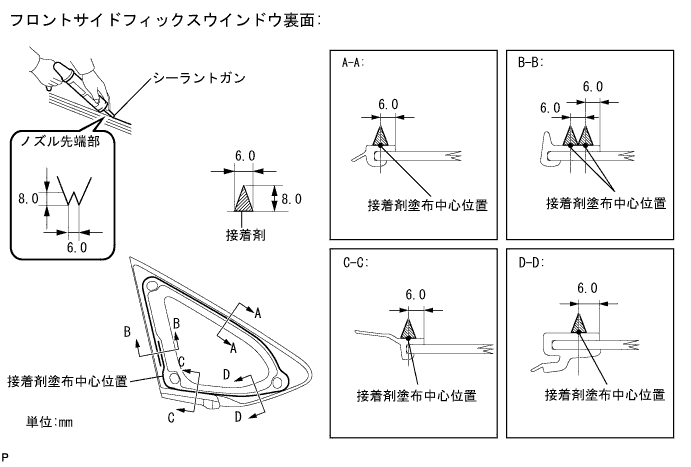 フロントサイドフィックスウインドウ裏面:
シーラントガン
ノズル先端部
8.0
6.0
6.0
8.0
接着剤
A-A:
6.0
接着剤塗布中心位置
B-B:
6.0
6.0
接着剤塗布中心位置
C-C:
6.0
接着剤塗布中心位置
D-D:
6.0
接着剤塗布中心位置
A
A
B
B
C
C
D
D
接着剤塗布中心位置
単位:mm
P